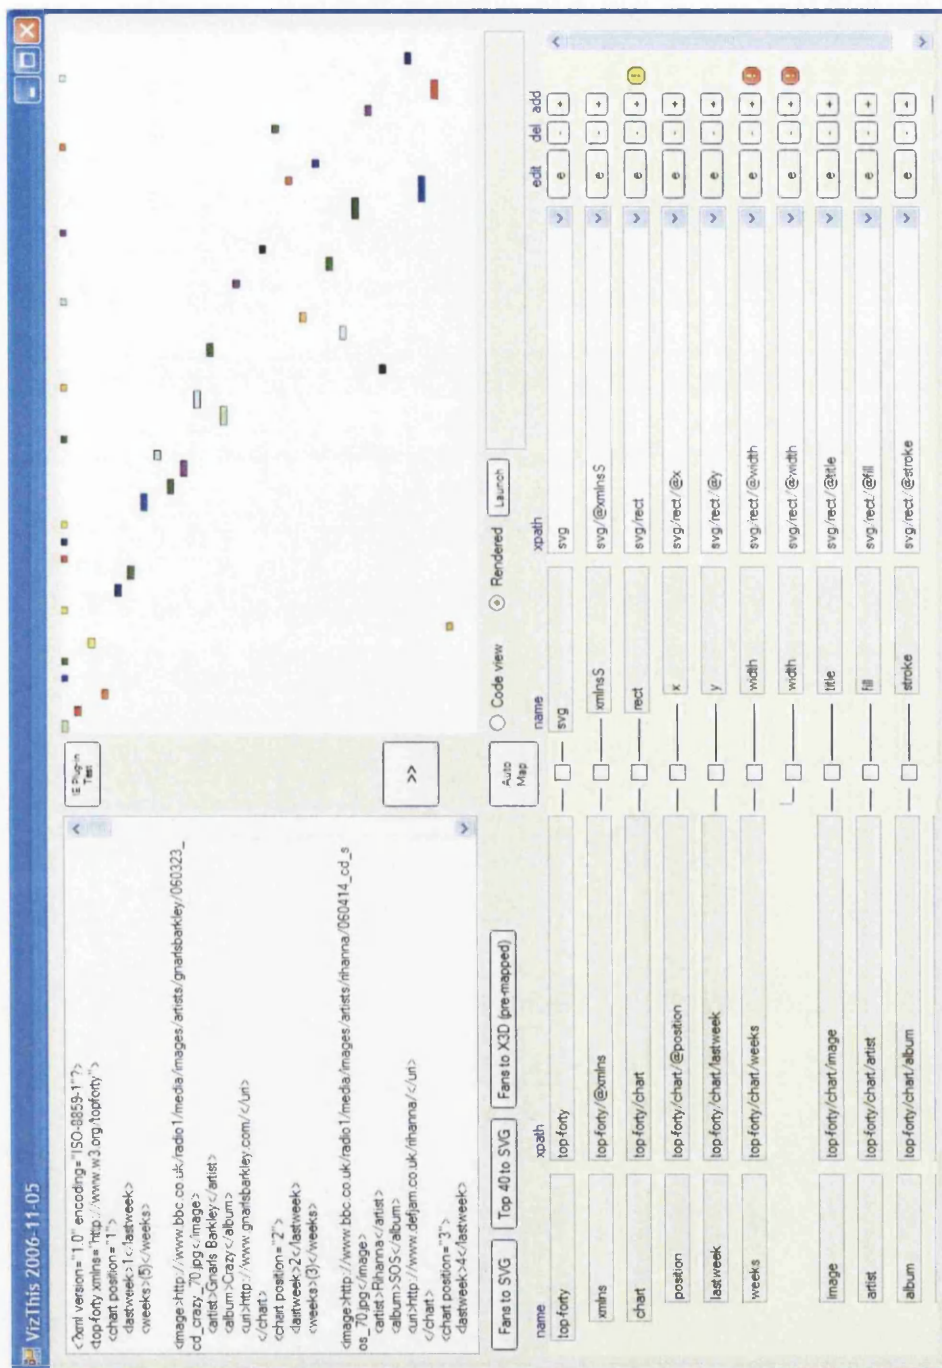 VizThis 2006-11-05
<?xml version="1.0" encoding="ISO-8859-1"?>
<top-forty xmlns="http://www.w3.org/topforty">
<chart position="1">
<lastweek>1</lastweek>
<weeks>(5)</weeks>
<image>http://www.bbc.co.uk/radio1/media/images/artists/gnarlsbarkley/060323_
cd_crazy_70.jpg</image>
<artist>Gnarls Barkley</artist>
<album>Crazy</album>
<uri>http://www.gnarlsbarkley.com/</uri>
</chart>
<chart position="2">
<lastweek>2</lastweek>
<weeks>(3)</weeks>
<image>http://www.bbc.co.uk/radio1/media/images/artists/rihanna/060414_cd_s
os_70.jpg</image>
<artist>Rihanna</artist>
<album>SOS</album>
<uri>http://www.defjam.co.uk/rihanna/</uri>
</chart>
<chart position="3">
<lastweek>4</lastweek>
IE Plug-in
Test
>>
Fans to SVG Top 40 to SVG Fans to X3D (pre-mapped)
Auto
Map
Code view Rendered Launch
name xpath name xpath edit del add
top-forty top-forty svg svg e - +
xmlns top-forty/@xmlns xmlnsS svg/@xmlnsS e - +
chart top-forty/chart rect svg/rect e - + !
position top-forty/chart/@position x svg/rect/@x e - +
lastweek top-forty/chart/lastweek y svg/rect/@y e - +
weeks top-forty/chart/weeks width svg/rect/@width e - + !
width svg/rect/@width e - + !
image top-forty/chart/image title svg/rect/@title e - +
artist top-forty/chart/artist fill svg/rect/@fill e - +
album top-forty/chart/album stroke svg/rect/@stroke e - +